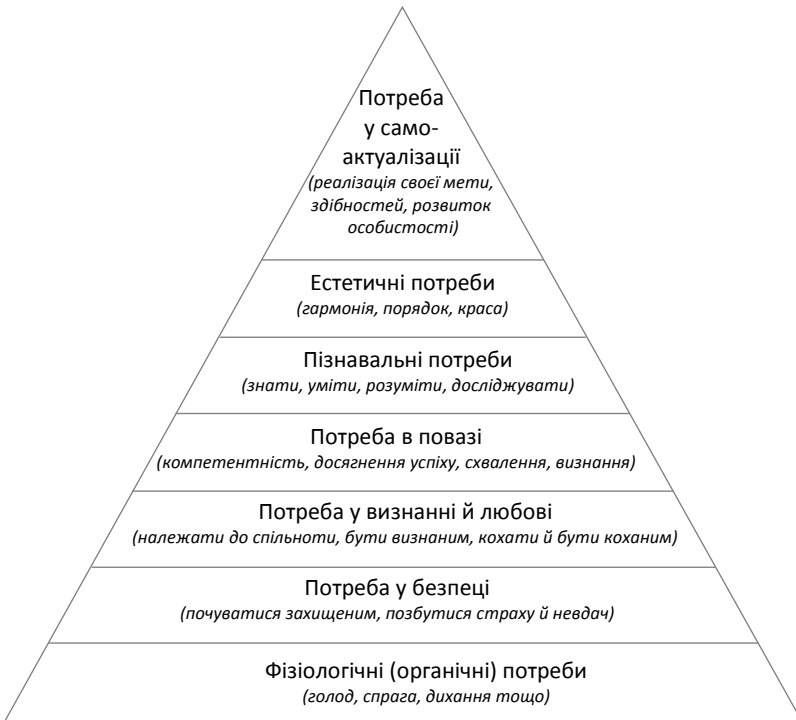 Потреба
у само-
актуалізації
(реалізація своєї мети,
здібностей, розвиток
особистості)
Естетичні потреби
(гармонія, порядок, краса)
Пізнавальні потреби
(знати, уміти, розуміти, досліджувати)
Потреба в повазі
(компетентність, досягнення успіху, схвалення, визнання)
Потреба у визнанні й любові
(належати до спільноти, бути визнаним, кохати й бути коханим)
Потреба у безпеці
(почуватися захищеним, позбутися страху й невдач)
Фізіологічні (органічні) потреби
(голод, спрага, дихання тощо)